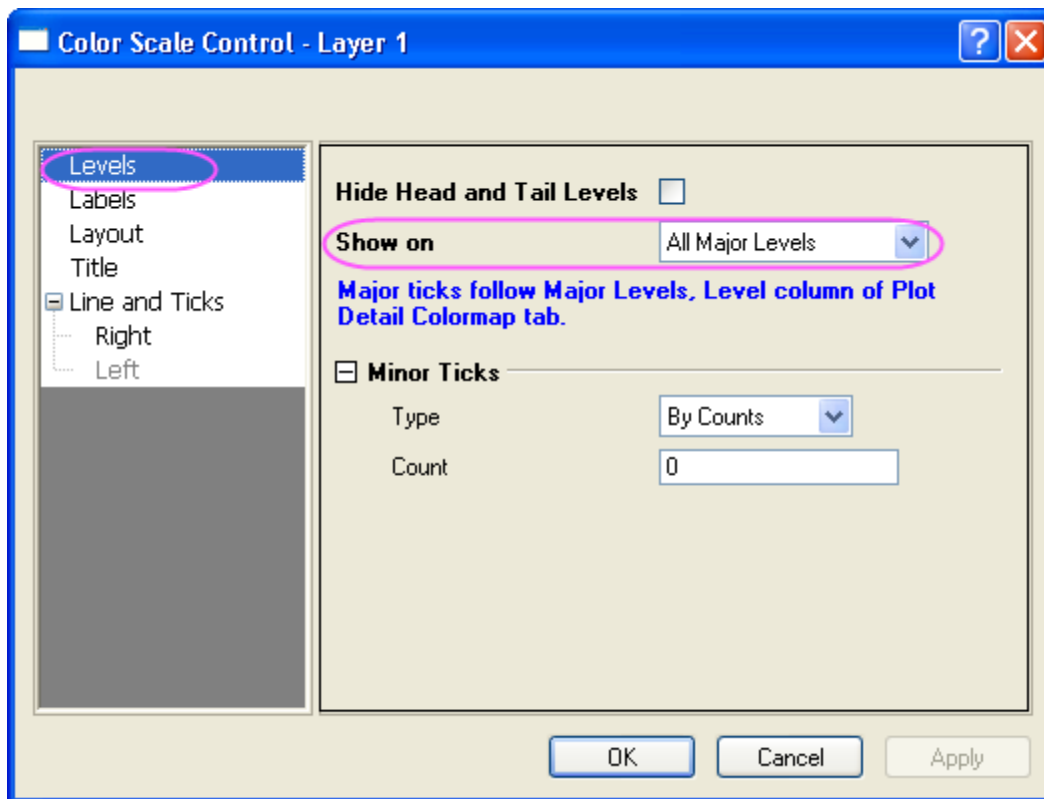 Color Scale Control - Layer 1
Levels
Labels
Layout
Title
Line and Ticks
Right
Left
Hide Head and Tail Levels
Show on All Major Levels
Major ticks follow Major Levels, Level column of Plot
Detail Colormap tab.
Minor Ticks
Type By Counts
Count 0
OK Cancel Apply